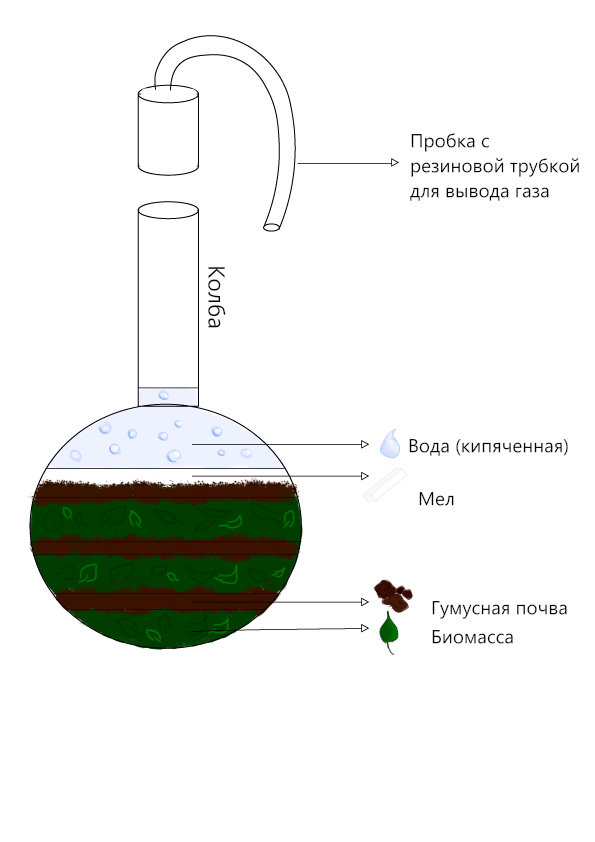 Пробка с
резиновой трубкой
для вывода газа
Колба
Вода (кипяченная)
Мел
Гумусная почва
Биомасса